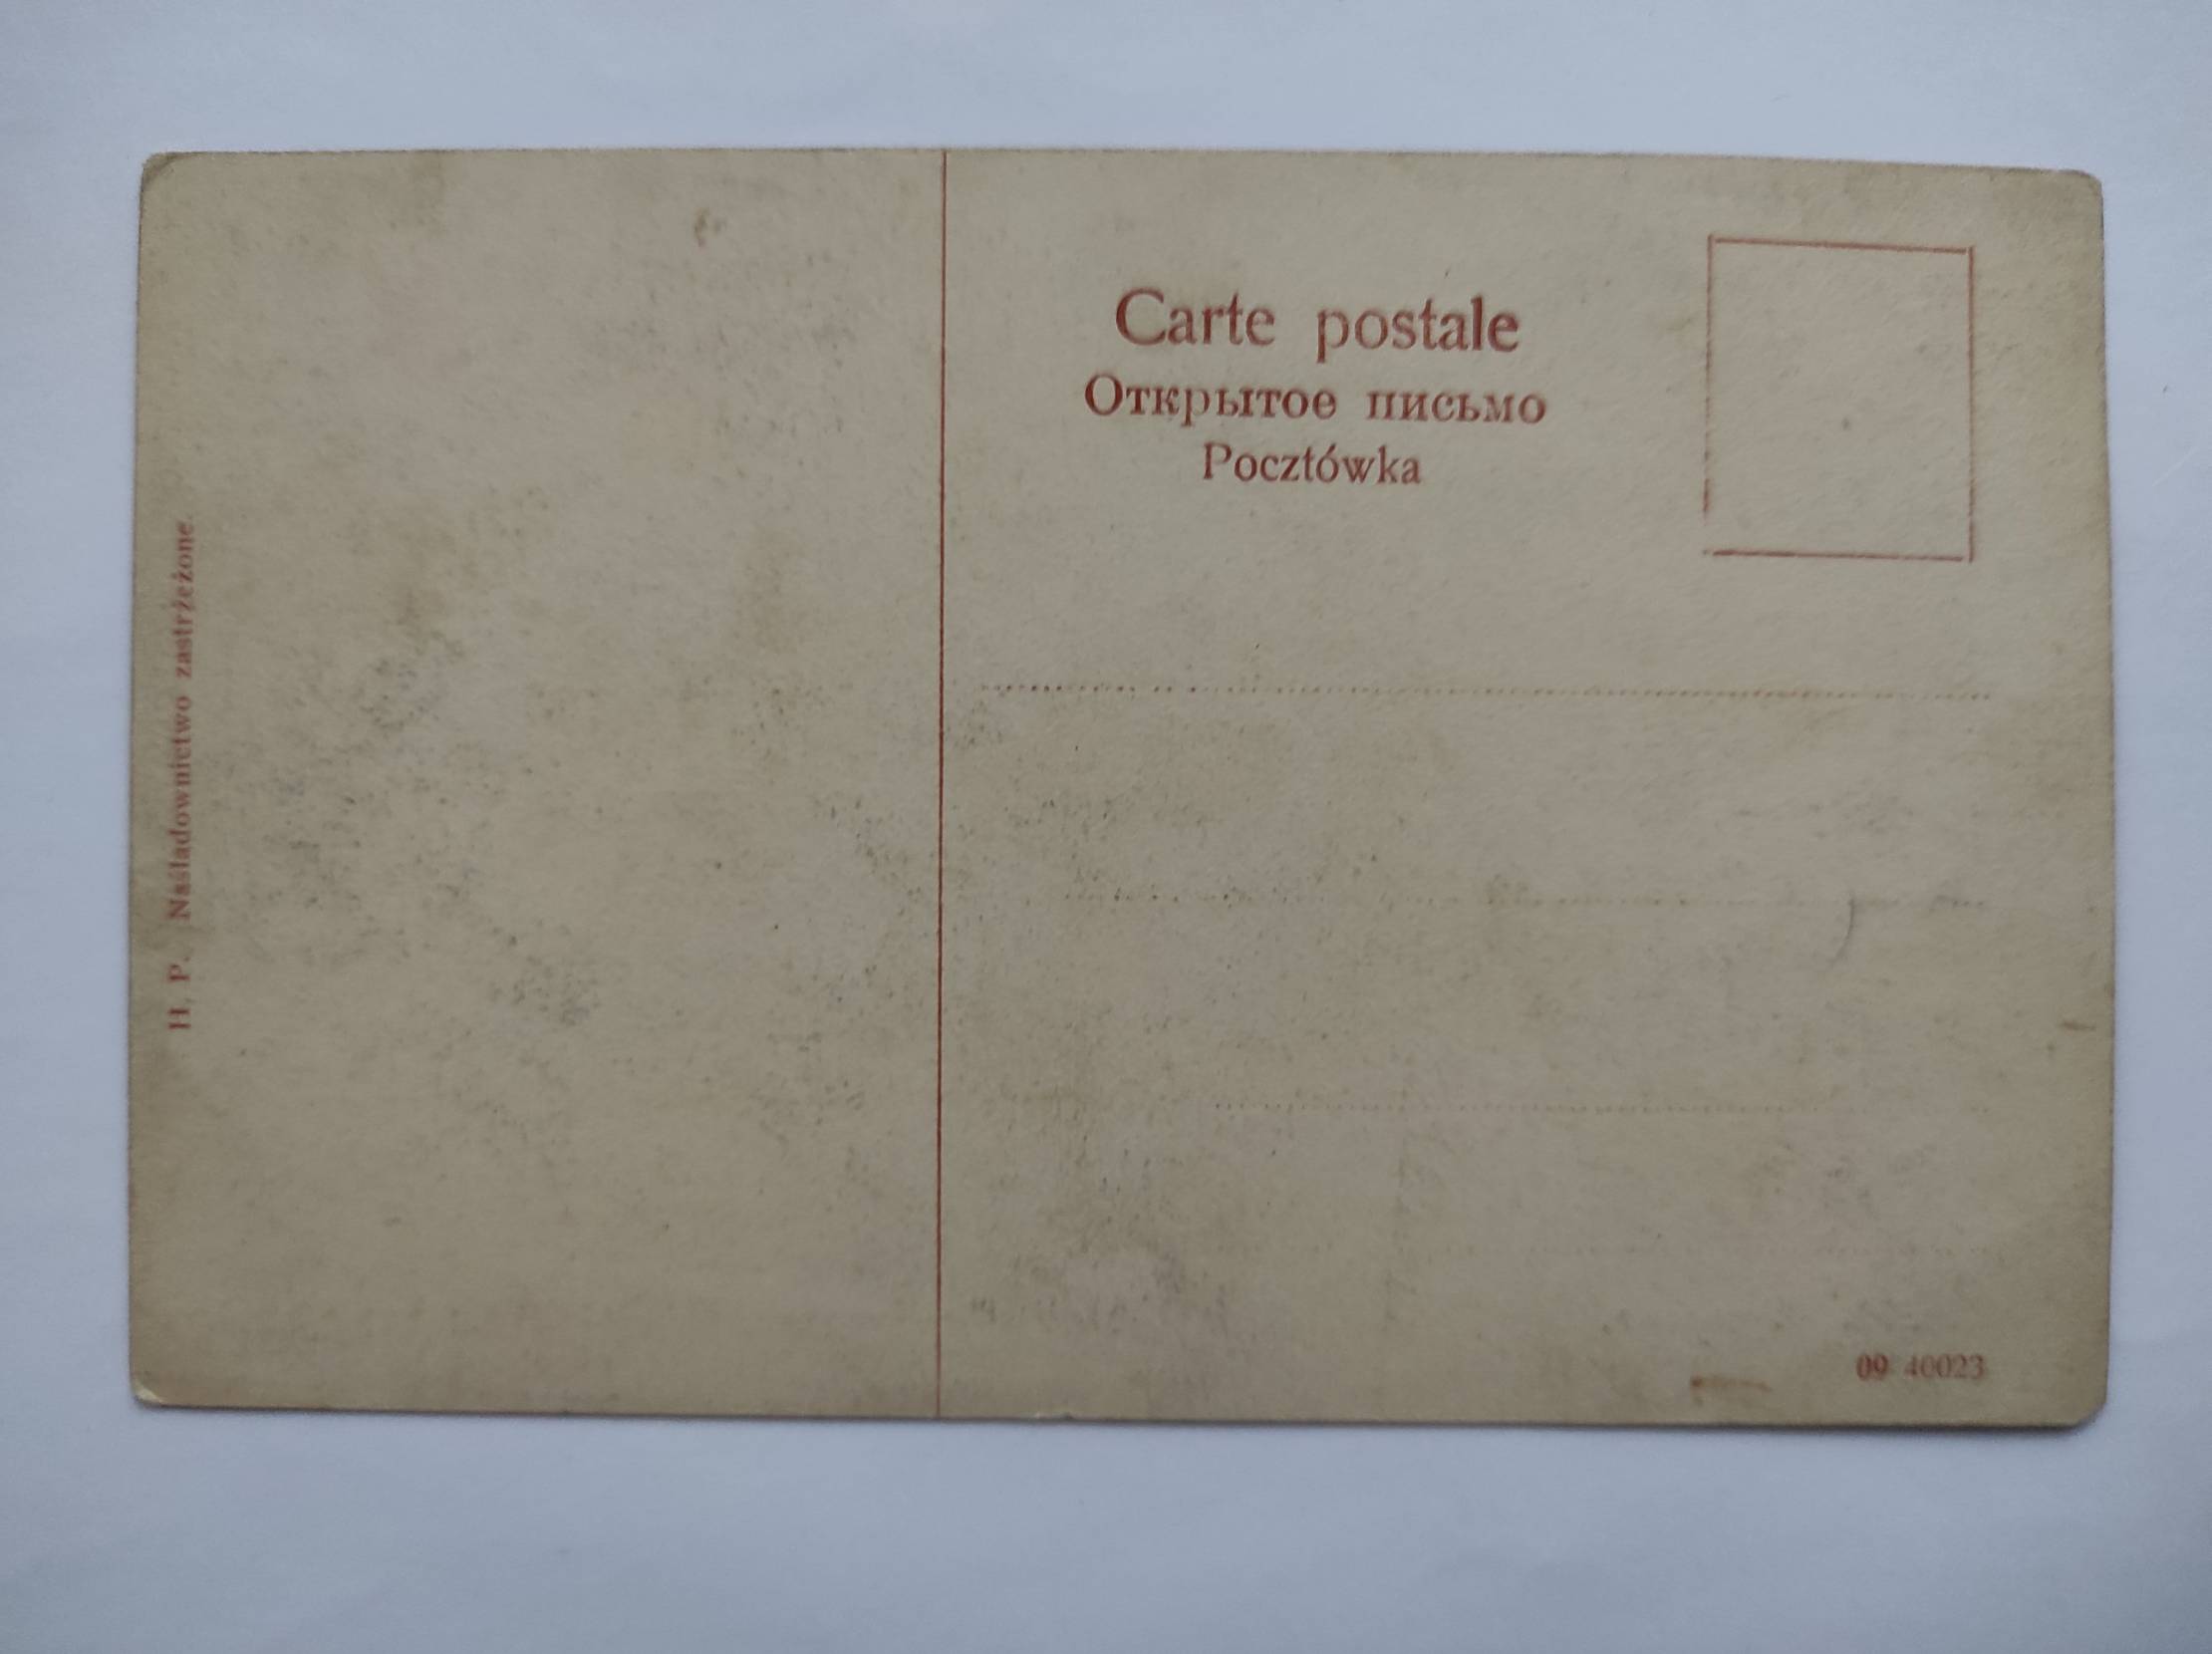 Carte postale
Открытое письмо
Pocztówka
H. P. Naśladownictwo zastrzeżone.
09 40023